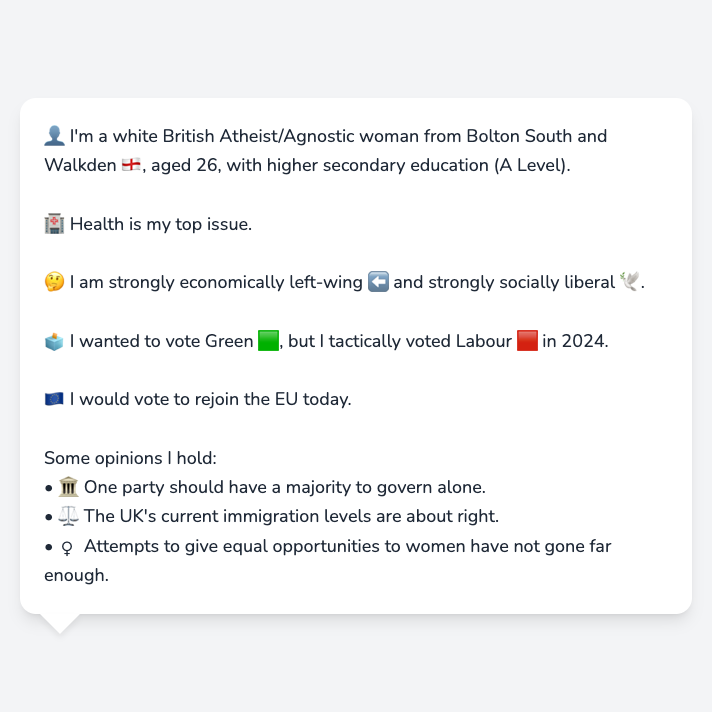 👤 I'm a white British Atheist/Agnostic woman from Bolton South and
Walkden 🏴󠁧󠁢󠁥󠁮󠁧󠁿, aged 26, with higher secondary education (A Level).
🏥 Health is my top issue.
🤔 I am strongly economically left-wing ⬅️ and strongly socially liberal 🕊️.
🗳️ I wanted to vote Green 🟩, but I tactically voted Labour 🟥 in 2024.
🇪🇺 I would vote to rejoin the EU today.
Some opinions I hold:
• 🏛️ One party should have a majority to govern alone.
• ⚖️ The UK's current immigration levels are about right.
• ♀ Attempts to give equal opportunities to women have not gone far
enough.